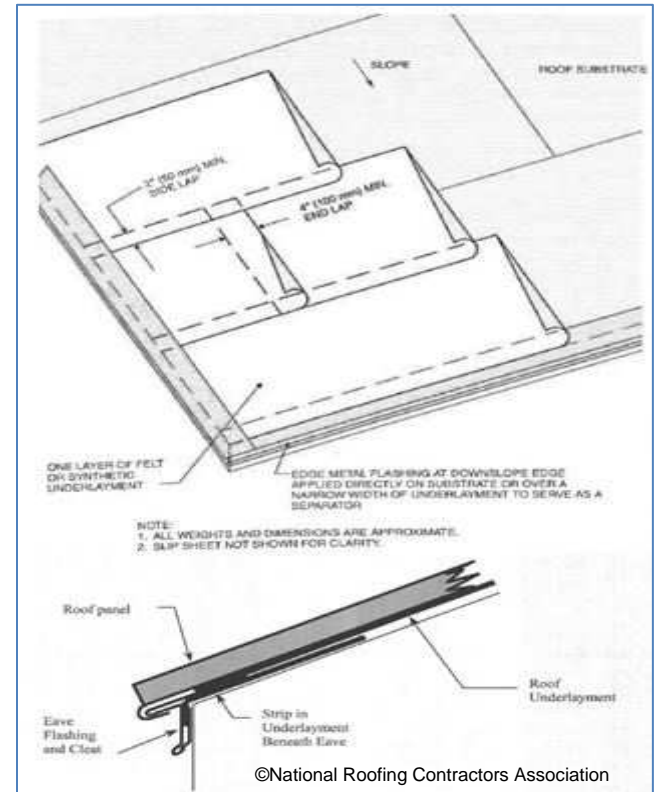 SLOPE
ROOF SUBSTRATE
2" (50 mm) MIN.
SIDE LAP
4" (100 mm) MIN.
END LAP
ONE LAYER OF FELT
OR SYNTHETIC
UNDERLAYMENT
EDGE METAL FLASHING AT DOWNSLOPE EDGE
APPLIED DIRECTLY ON SUBSTRATE OR OVER A
NARROW WIDTH OF UNDERLAYMENT TO SERVE AS A
SEPARATOR
NOTE:
1. ALL WEIGHTS AND DIMENSIONS ARE APPROXIMATE.
2. SLIP SHEET NOT SHOWN FOR CLARITY.
Roof panel
Roof
Underlayment
Eave
Flashing
and Cleat
Strip in
Underlayment
Beneath Eave
©National Roofing Contractors Association